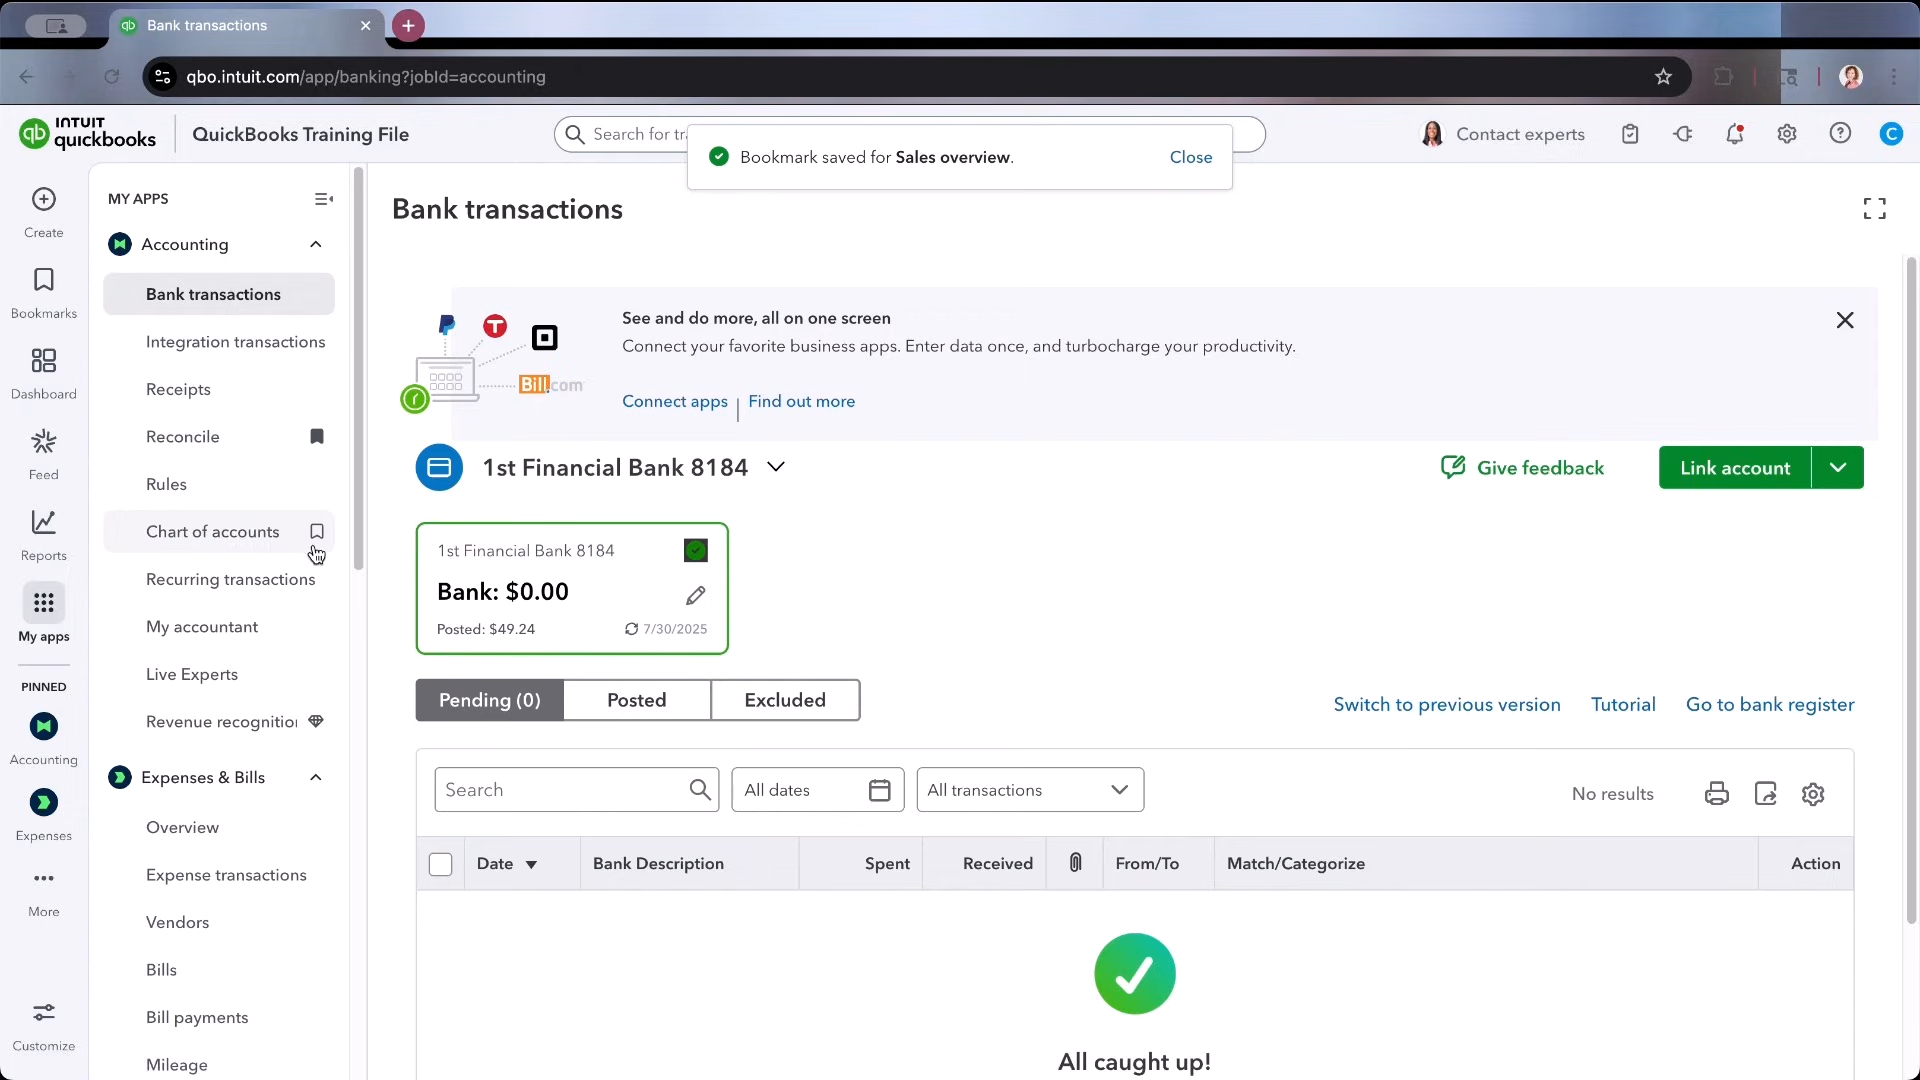 Bank transactions
qbo.intuit.com/app/banking?jobId=accounting
INTUIT
quickbooks
QuickBooks Training File
Search for tr
Contact experts
C
Bookmark saved for Sales overview.
Close
Create
Bookmarks
Dashboard
Feed
Reports
My apps
PINNED
Accounting
Expenses
More
Customize
MY APPS
Accounting
Bank transactions
Integration transactions
Receipts
Reconcile
Rules
Chart of accounts
Recurring transactions
My accountant
Live Experts
Revenue recognition
Expenses & Bills
Overview
Expense transactions
Vendors
Bills
Bill payments
Mileage
Bank transactions
See and do more, all on one screen
Connect your favorite business apps. Enter data once, and turbocharge your productivity.
Bill.com
Connect apps | Find out more
1st Financial Bank 8184
Give feedback
Link account
1st Financial Bank 8184
Bank: $0.00
Posted: $49.24
7/30/2025
Pending (0)
Posted
Excluded
Switch to previous version
Tutorial
Go to bank register
Search
All dates
All transactions
No results
Date
Bank Description
Spent
Received
From/To
Match/Categorize
Action
All caught up!